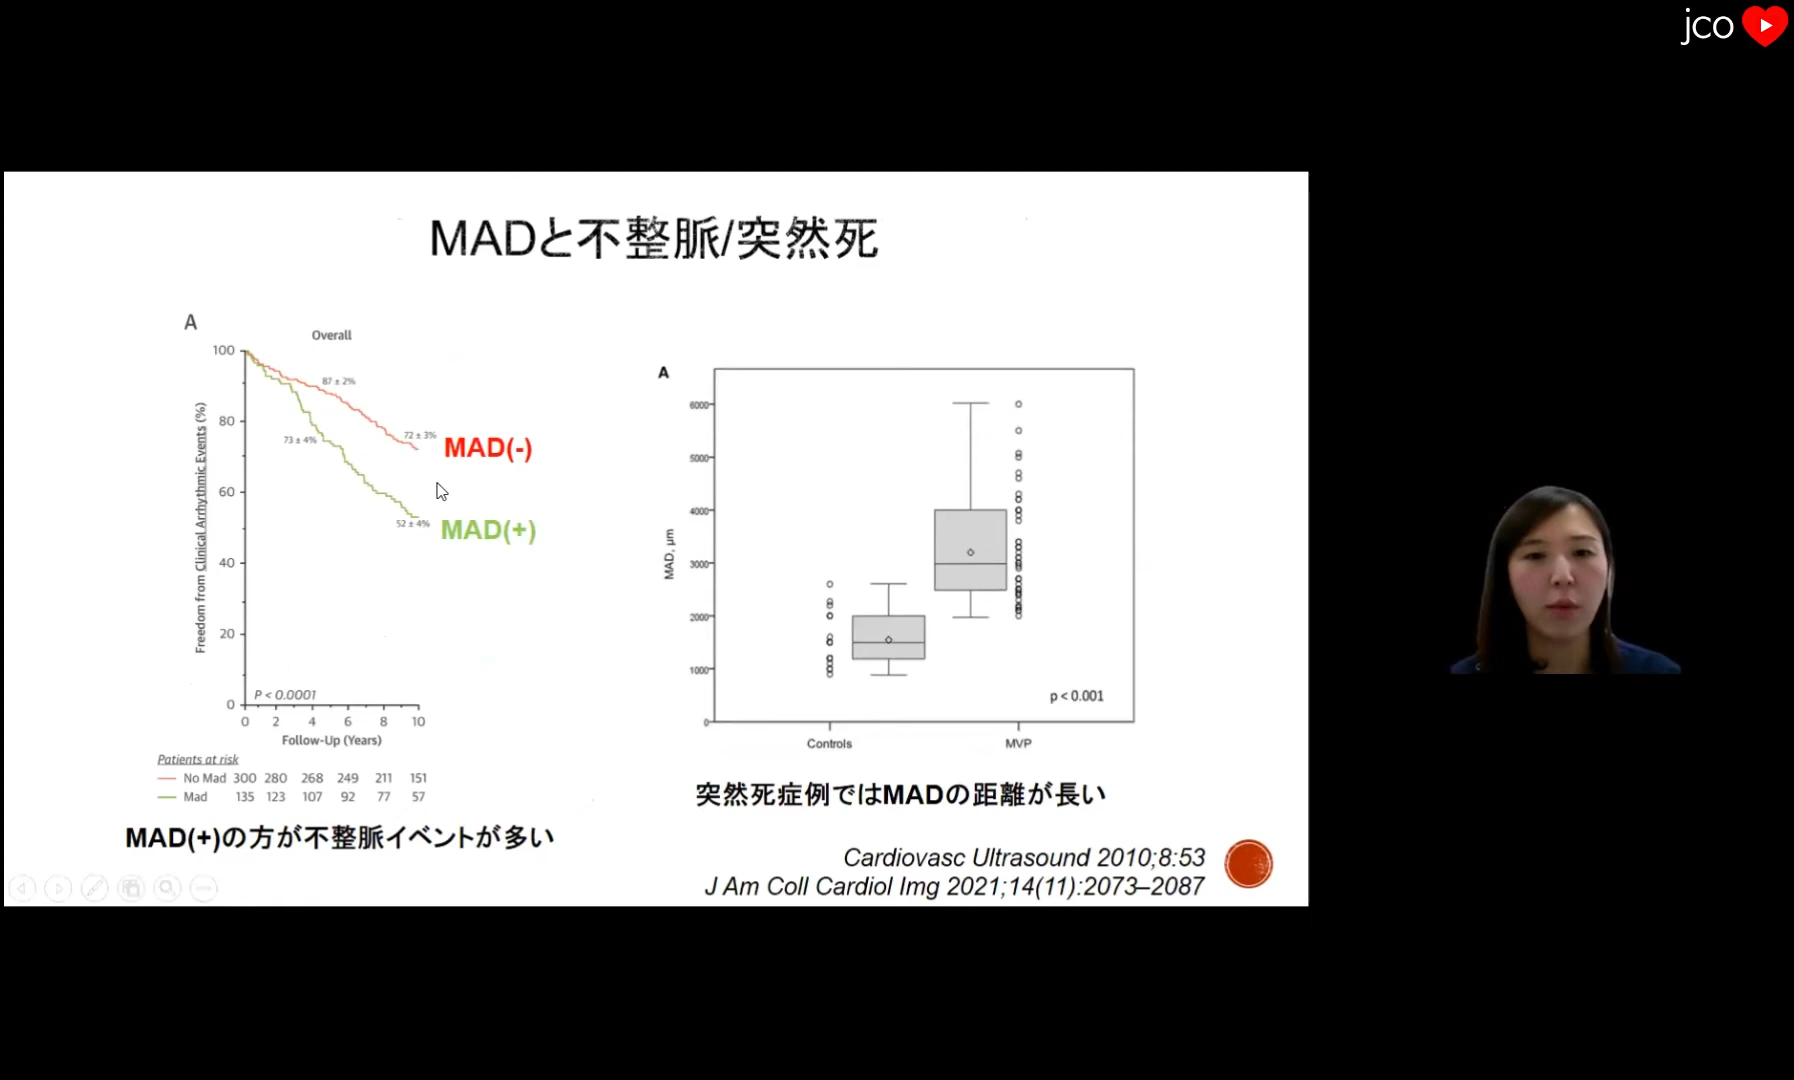 jco
MADと不整脈/突然死
A
Overall
100
80
60
40
20
0
Freedom from Clinical Arrhythmic Events (%)
87 ± 2%
73 ± 4%
72 ± 3%
52 ± 4%
MAD(-)
MAD(+)
P < 0.0001
0 2 4 6 8 10
Follow-Up (Years)
Patients at risk
No Mad 300 280 268 249 211 151
Mad 135 123 107 92 77 57
MAD(+)の方が不整脈イベントが多い
A
6000
5000
4000
3000
2000
1000
0
MAD, µm
p < 0.001
Controls MVP
突然死症例ではMADの距離が長い
Cardiovasc Ultrasound 2010;8:53
J Am Coll Cardiol Img 2021;14(11):2073–2087